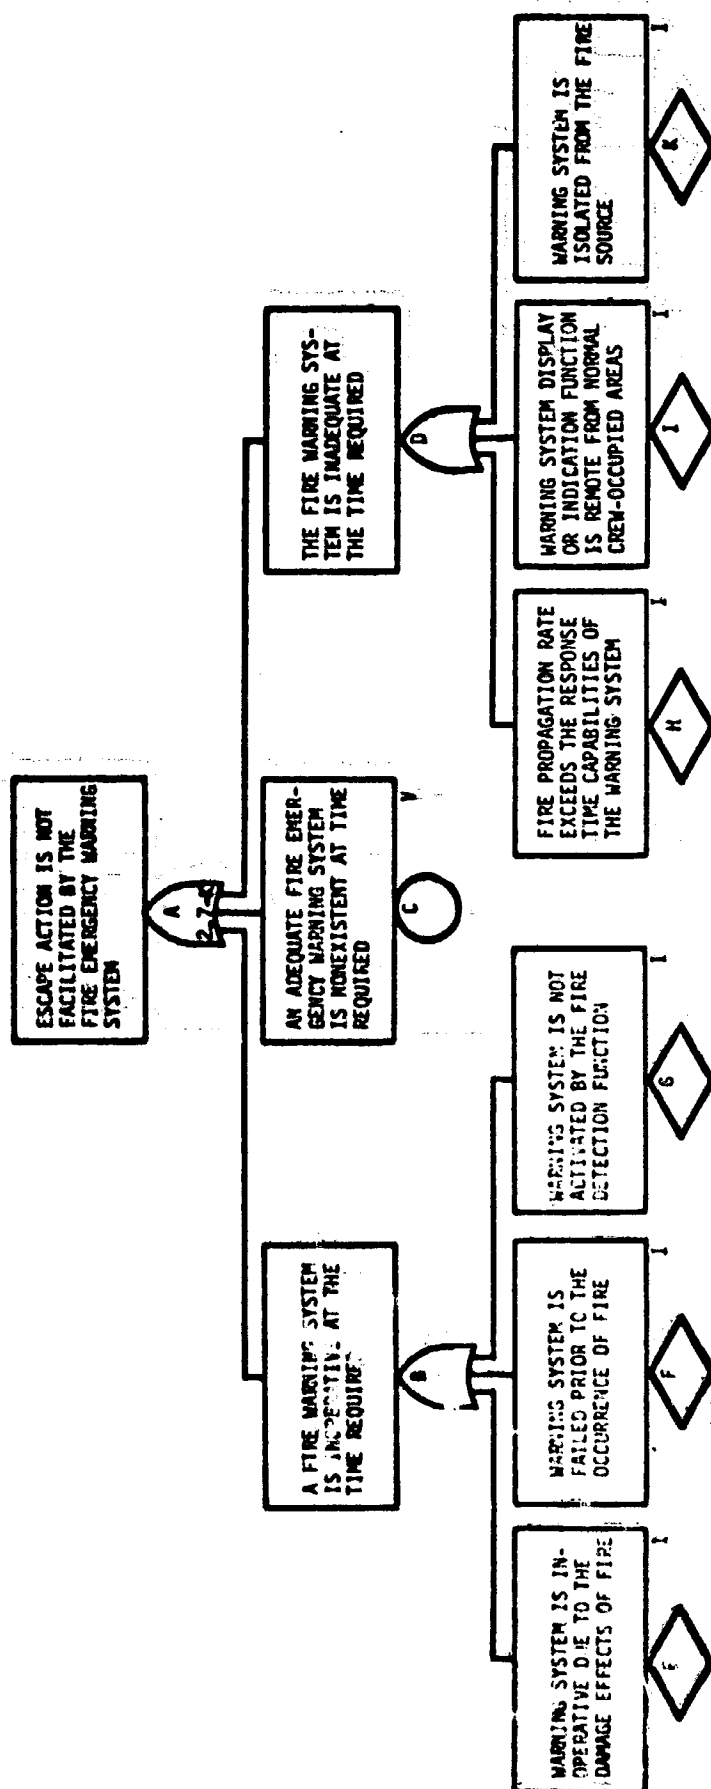 ESCAPE ACTION IS NOT
FACILITATED BY THE
FIRE EMERGENCY WARNING
SYSTEM
A
A FIRE WARNING SYSTEM
IS INOPERATIVE AT THE
TIME REQUIRED
B
AN ADEQUATE FIRE EMER-
GENCY WARNING SYSTEM
IS NONEXISTENT AT TIME
REQUIRED
C
V
THE FIRE WARNING SYS-
TEM IS INADEQUATE AT
THE TIME REQUIRED
D
WARNING SYSTEM IS IN-
OPERATIVE DUE TO THE
DAMAGE EFFECTS OF FIRE
I
E
WARNING SYSTEM IS
FAILED PRIOR TO THE
OCCURRENCE OF FIRE
I
F
WARNING SYSTEM IS NOT
ACTIVATED BY THE FIRE
DETECTION FUNCTION
I
G
FIRE PROPAGATION RATE
EXCEEDS THE RESPONSE
TIME CAPABILITIES OF
THE WARNING SYSTEM
I
H
WARNING SYSTEM DISPLAY
OR INDICATION FUNCTION
IS REMOTE FROM NORMAL
CREW-OCCUPIED AREAS
I
I
WARNING SYSTEM IS
ISOLATED FROM THE FIRE
SOURCE
I
K